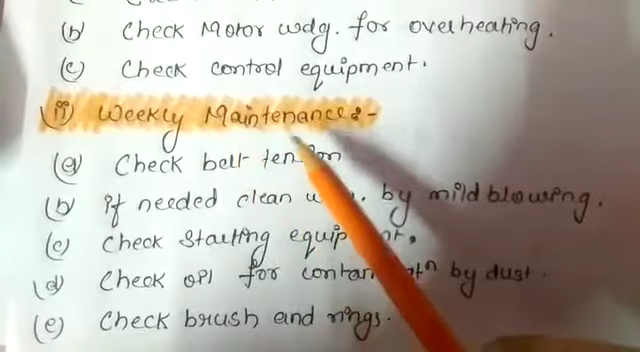 (b) Check Motor wdg. for overheating.
(c) Check control equipment.
(ii) Weekly Maintenance:-
(a) Check belt
(b) if needed clean by mild blowing.
(c) Check starting
(d) Check for by dust.
(e) Check brush and rings.